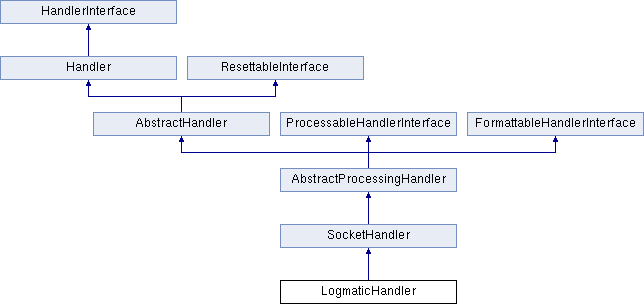 HandlerInterface
Handler
ResettableInterface
AbstractHandler
ProcessableHandlerInterface
FormattableHandlerInterface
AbstractProcessingHandler
SocketHandler
LogmaticHandler